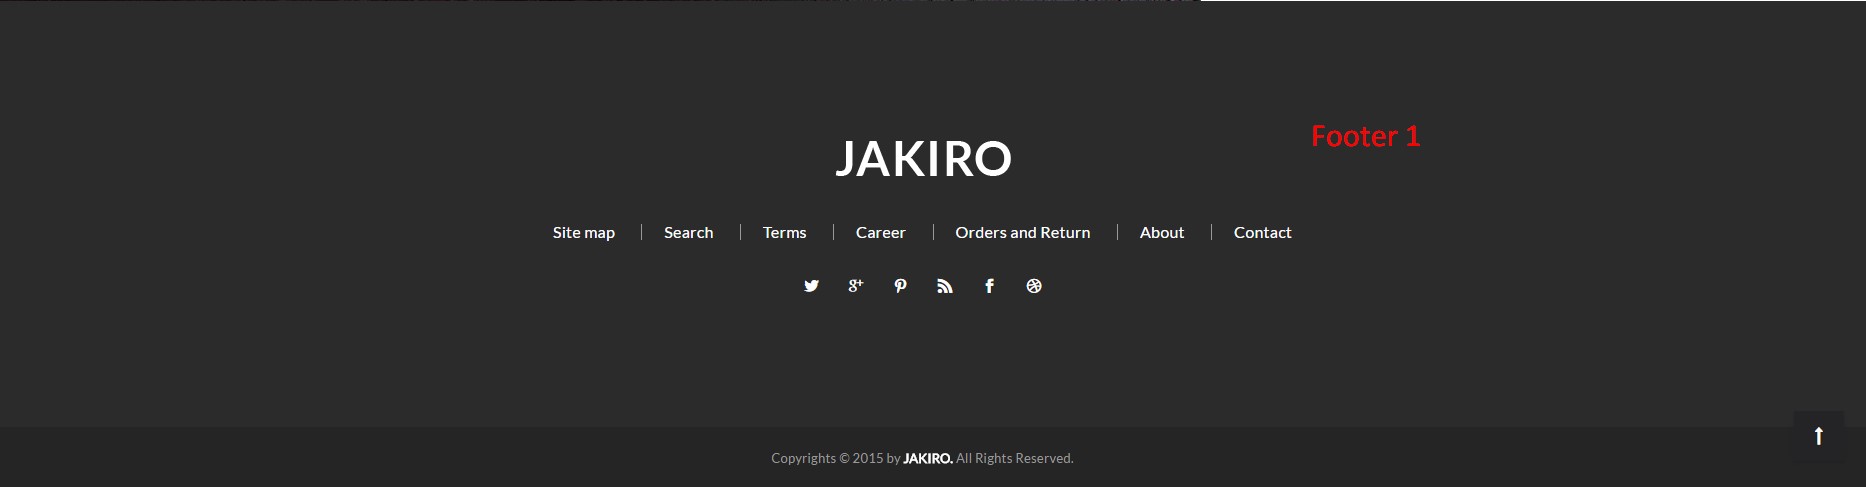 Footer 1
JAKIRO
Site map | Search | Terms | Career | Orders and Return | About | Contact
Copyrights © 2015 by JAKIRO. All Rights Reserved.